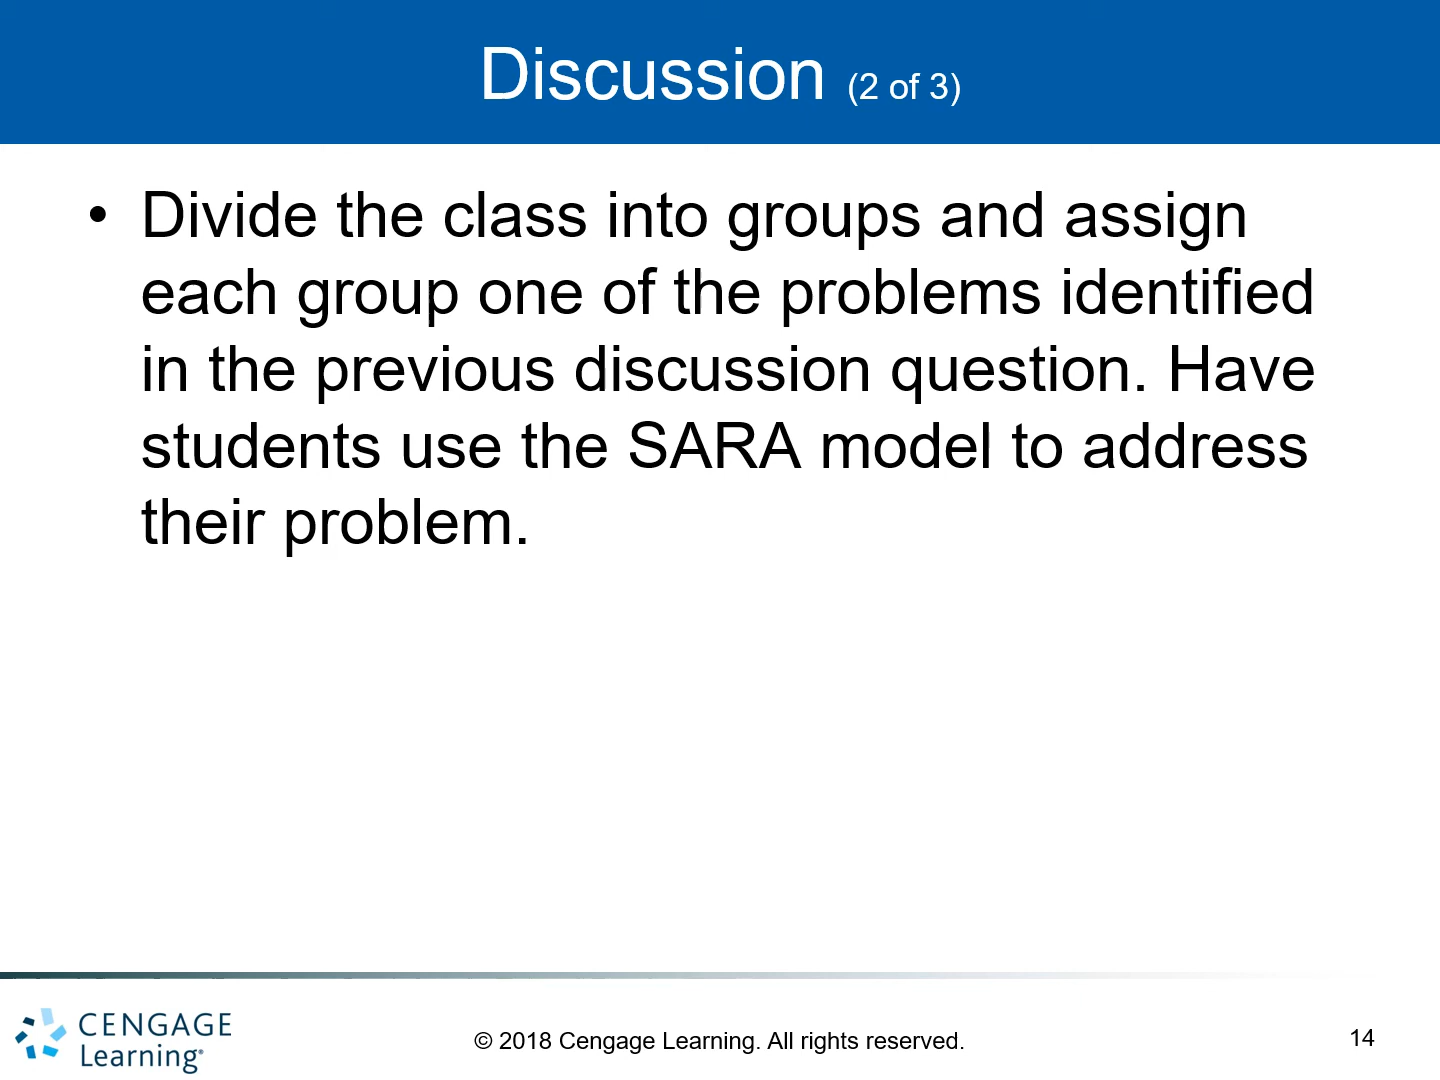 Discussion (2 of 3)
• Divide the class into groups and assign
each group one of the problems identified
in the previous discussion question. Have
students use the SARA model to address
their problem.
CENGAGE
Learning®
© 2018 Cengage Learning. All rights reserved.
14